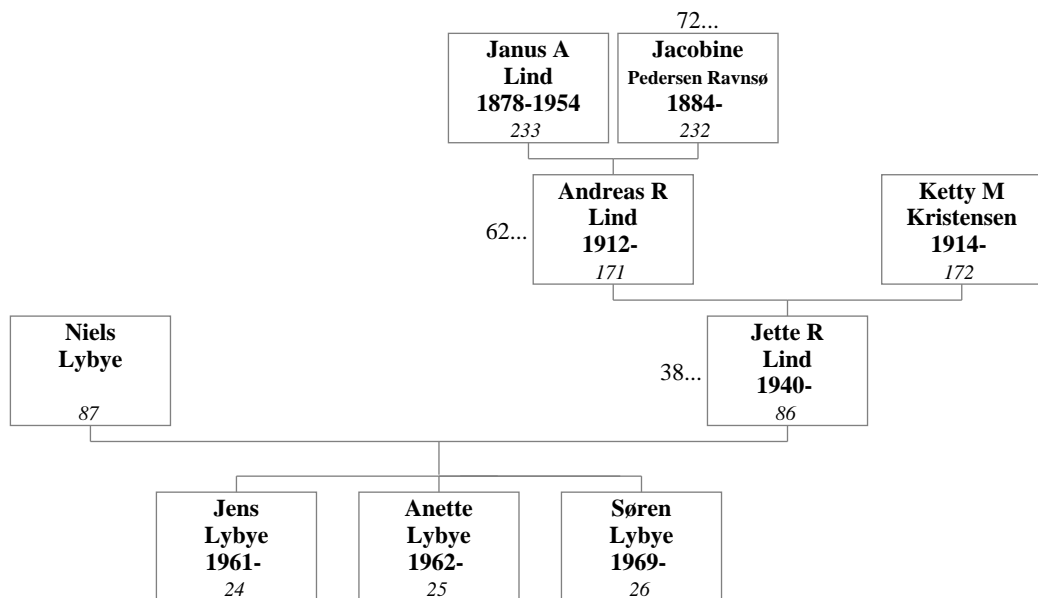 72...
Janus A
Lind
1878-1954
233
Jacobine
Pedersen Ravnsø
1884-
232
62...
Andreas R
Lind
1912-
171
Ketty M
Kristensen
1914-
172
Niels
Lybye
87
38...
Jette R
Lind
1940-
86
Jens
Lybye
1961-
24
Anette
Lybye
1962-
25
Søren
Lybye
1969-
26